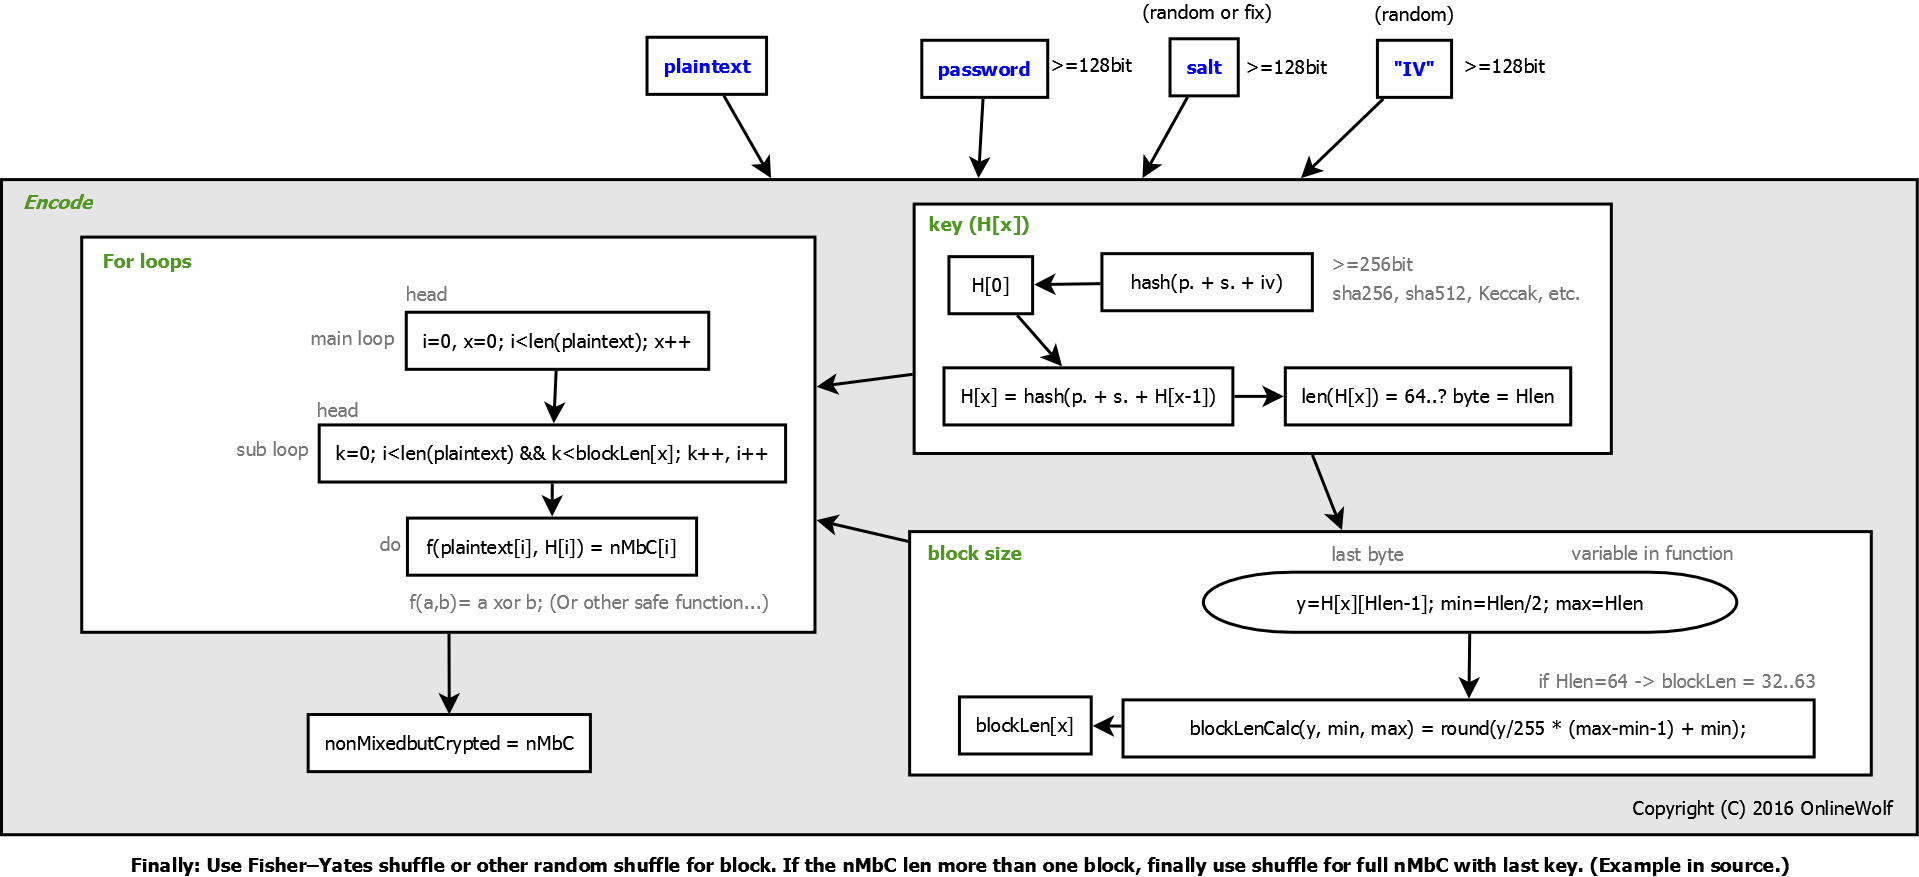 (random or fix)
(random)
plaintext
password
>=128bit
salt
>=128bit
"IV"
>=128bit
Encode
For loops
head
main loop
i=0, x=0; i<len(plaintext); x++
head
sub loop
k=0; i<len(plaintext) && k<blockLen[x]; k++, i++
do
f(plaintext[i], H[i]) = nMbC[i]
f(a,b)= a xor b; (Or other safe function...)
nonMixedbutCrypted = nMbC
key (H[x])
H[0]
hash(p. + s. + iv)
>=256bit
sha256, sha512, Keccak, etc.
H[x] = hash(p. + s. + H[x-1])
len(H[x]) = 64..? byte = Hlen
block size
last byte
variable in function
y=H[x][Hlen-1]; min=Hlen/2; max=Hlen
if Hlen=64 -> blockLen = 32..63
blockLen[x]
blockLenCalc(y, min, max) = round(y/255 * (max-min-1) + min);
Copyright (C) 2016 OnlineWolf
Finally: Use Fisher–Yates shuffle or other random shuffle for block. If the nMbC len more than one block, finally use shuffle for full nMbC with last key. (Example in source.)